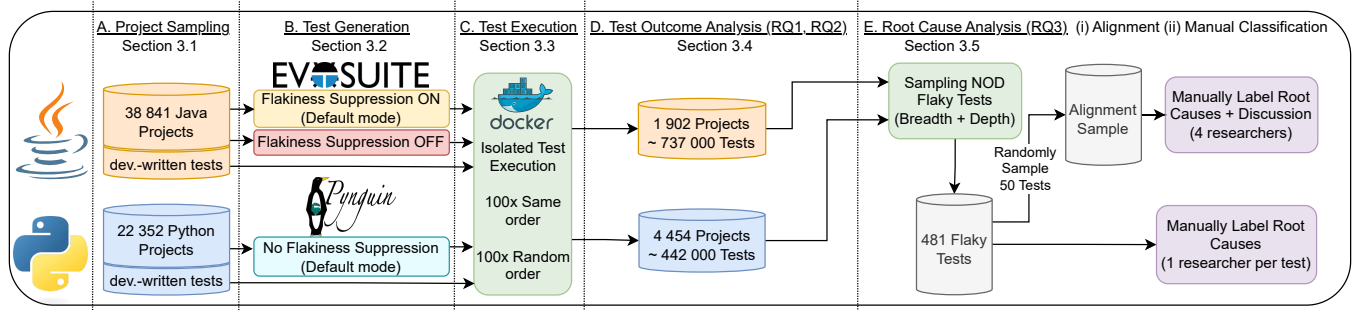 A. Project Sampling
Section 3.1
38 841 Java
Projects
dev.-written tests
22 352 Python
Projects
dev.-written tests
B. Test Generation
Section 3.2
EVOSUITE
Flakiness Suppression ON
(Default mode)
Flakiness Suppression OFF
Pynguin
No Flakiness Suppression
(Default mode)
C. Test Execution
Section 3.3
docker
Isolated Test
Execution
100x Same
order
100x Random
order
D. Test Outcome Analysis (RQ1, RQ2)
Section 3.4
1 902 Projects
~ 737 000 Tests
4 454 Projects
~ 442 000 Tests
E. Root Cause Analysis (RQ3) (i) Alignment (ii) Manual Classification
Section 3.5
Sampling NOD
Flaky Tests
(Breadth + Depth)
Randomly
Sample
50 Tests
481 Flaky
Tests
Alignment
Sample
Manually Label Root
Causes + Discussion
(4 researchers)
Manually Label Root
Causes
(1 researcher per test)